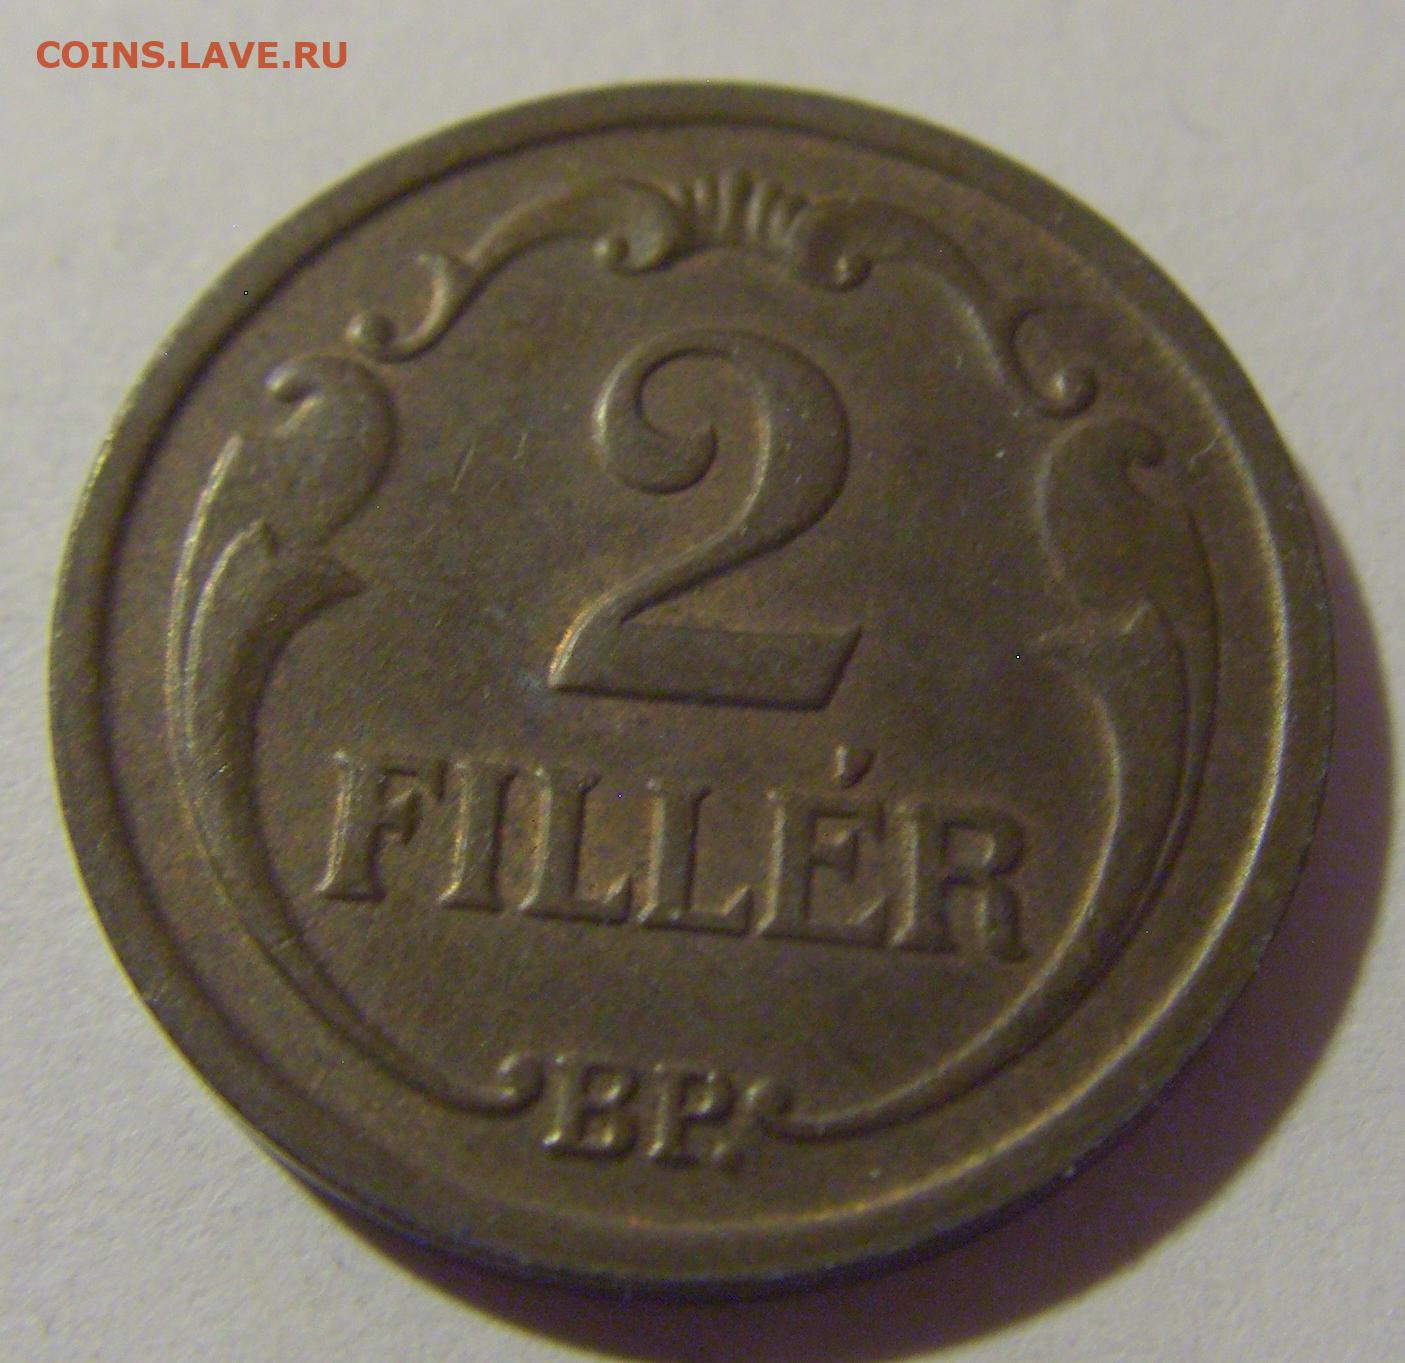 COINS.LAVE.RU
2
FILLÉR
BP.